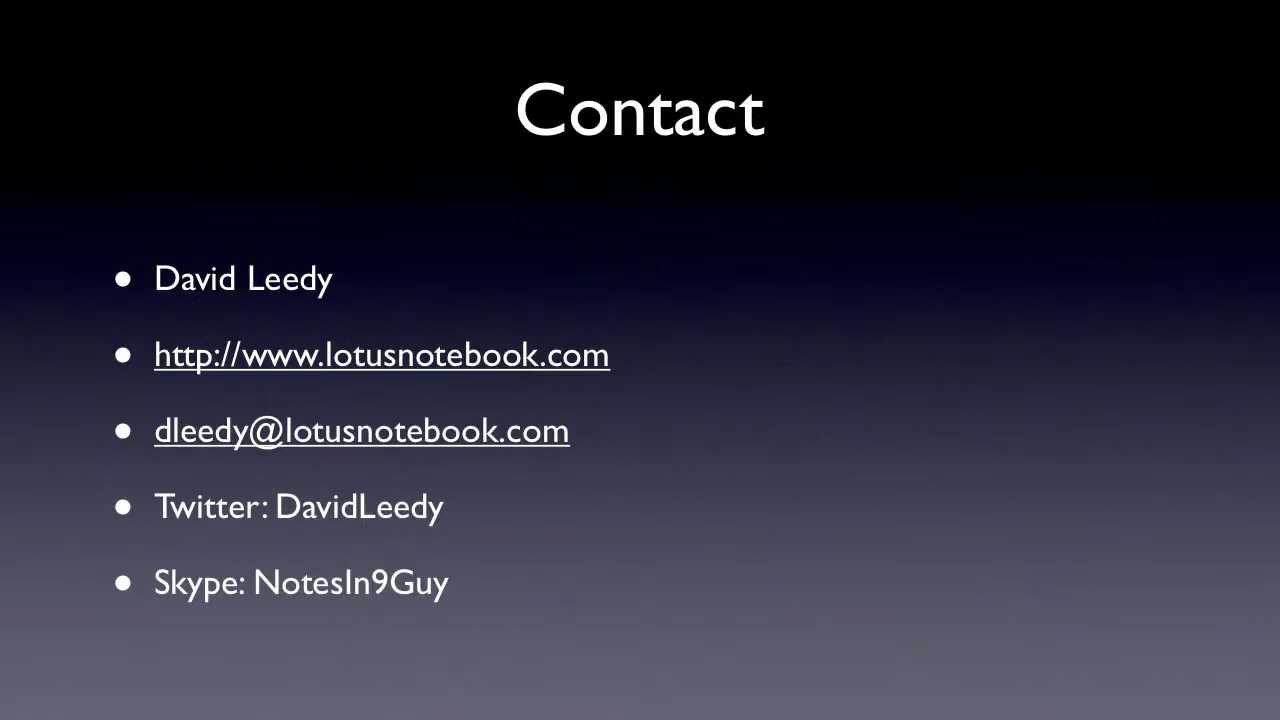 Contact
• David Leedy
• http://www.lotusnotebook.com
• dleedy@lotusnotebook.com
• Twitter: DavidLeedy
• Skype: NotesIn9Guy